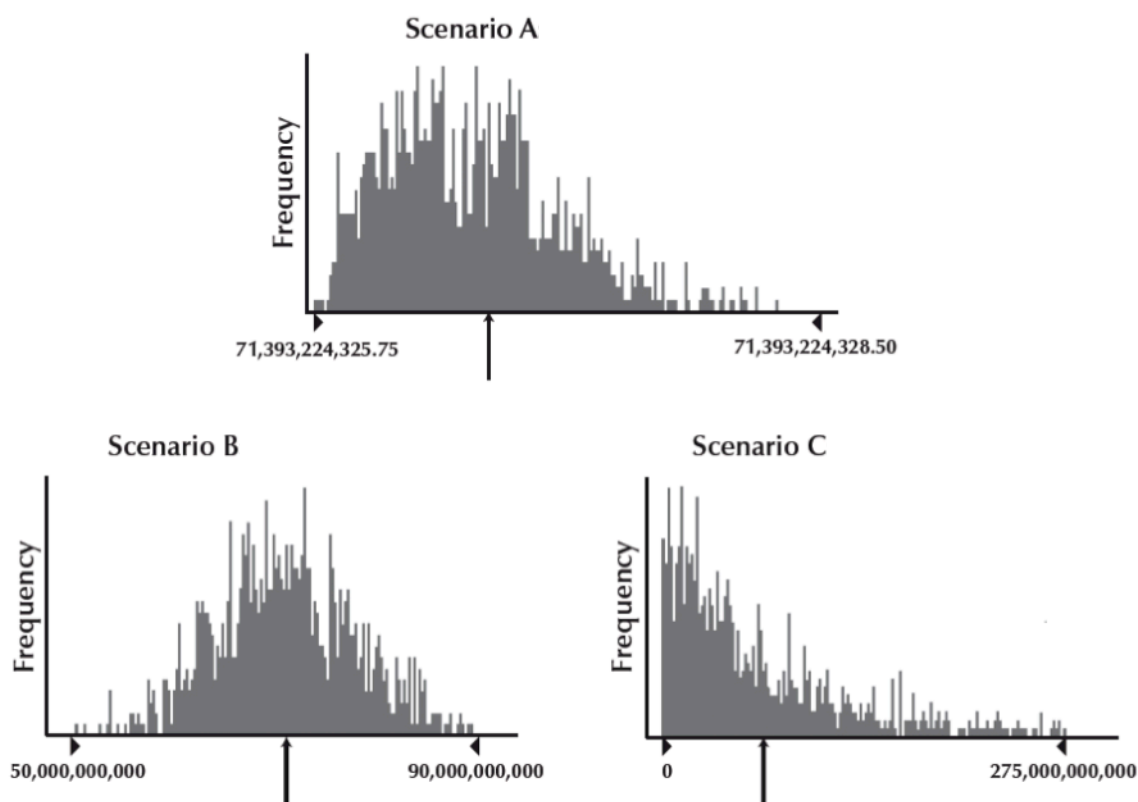 Scenario A
Frequency
71,393,224,325.75
71,393,224,328.50
Scenario B
Frequency
50,000,000,000
90,000,000,000
Scenario C
Frequency
0
275,000,000,000